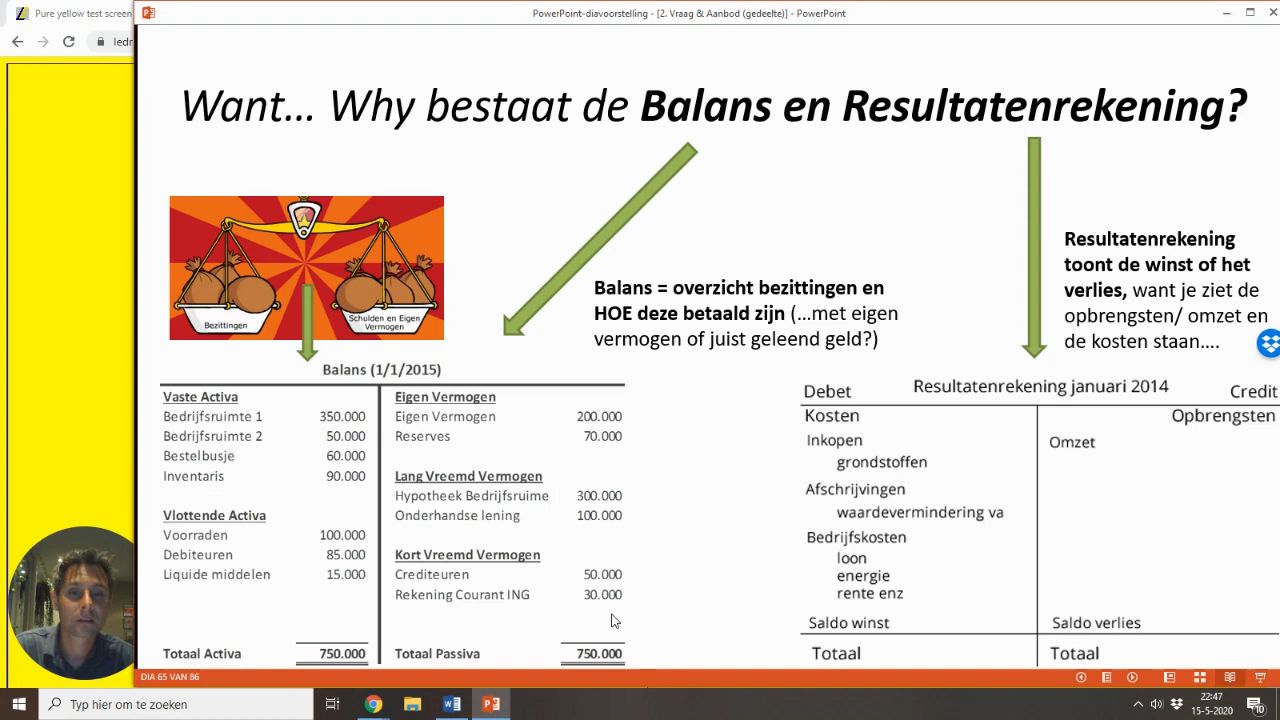 Pure yellow test screen
PowerPoint-diavoorstelling - [2. Vraag & Aanbod (gedeelte)] - PowerPoint
ledr
Want... Why bestaat de Balans en Resultatenrekening?
Bezittingen
Schulden en Eigen
Vermogen
Balans = overzicht bezittingen en
HOE deze betaald zijn (...met eigen
vermogen of juist geleend geld?)
Resultatenrekening
toont de winst of het
verlies, want je ziet de
opbrengsten/ omzet en
de kosten staan....
Balans (1/1/2015)
Vaste Activa Eigen Vermogen
Bedrijfsruimte 1 350.000 Eigen Vermogen 200.000
Bedrijfsruimte 2 50.000 Reserves 70.000
Bestelbusje 60.000
Inventaris 90.000 Lang Vreemd Vermogen
Hypotheek Bedrijfsruime 300.000
Vlottende Activa Onderhandse lening 100.000
Voorraden 100.000
Debiteuren 85.000 Kort Vreemd Vermogen
Liquide middelen 15.000 Crediteuren 50.000
Rekening Courant ING 30.000
Totaal Activa 750.000 Totaal Passiva 750.000
Debet Resultatenrekening januari 2014 Credit
Kosten Opbrengsten
Inkopen Omzet
grondstoffen
Afschrijvingen
waardevermindering va
Bedrijfskosten
loon
energie
rente enz
Saldo winst Saldo verlies
Totaal Totaal
DIA 65 VAN 86
Typ hier om te zoeken
22:47
15-5-2020
10